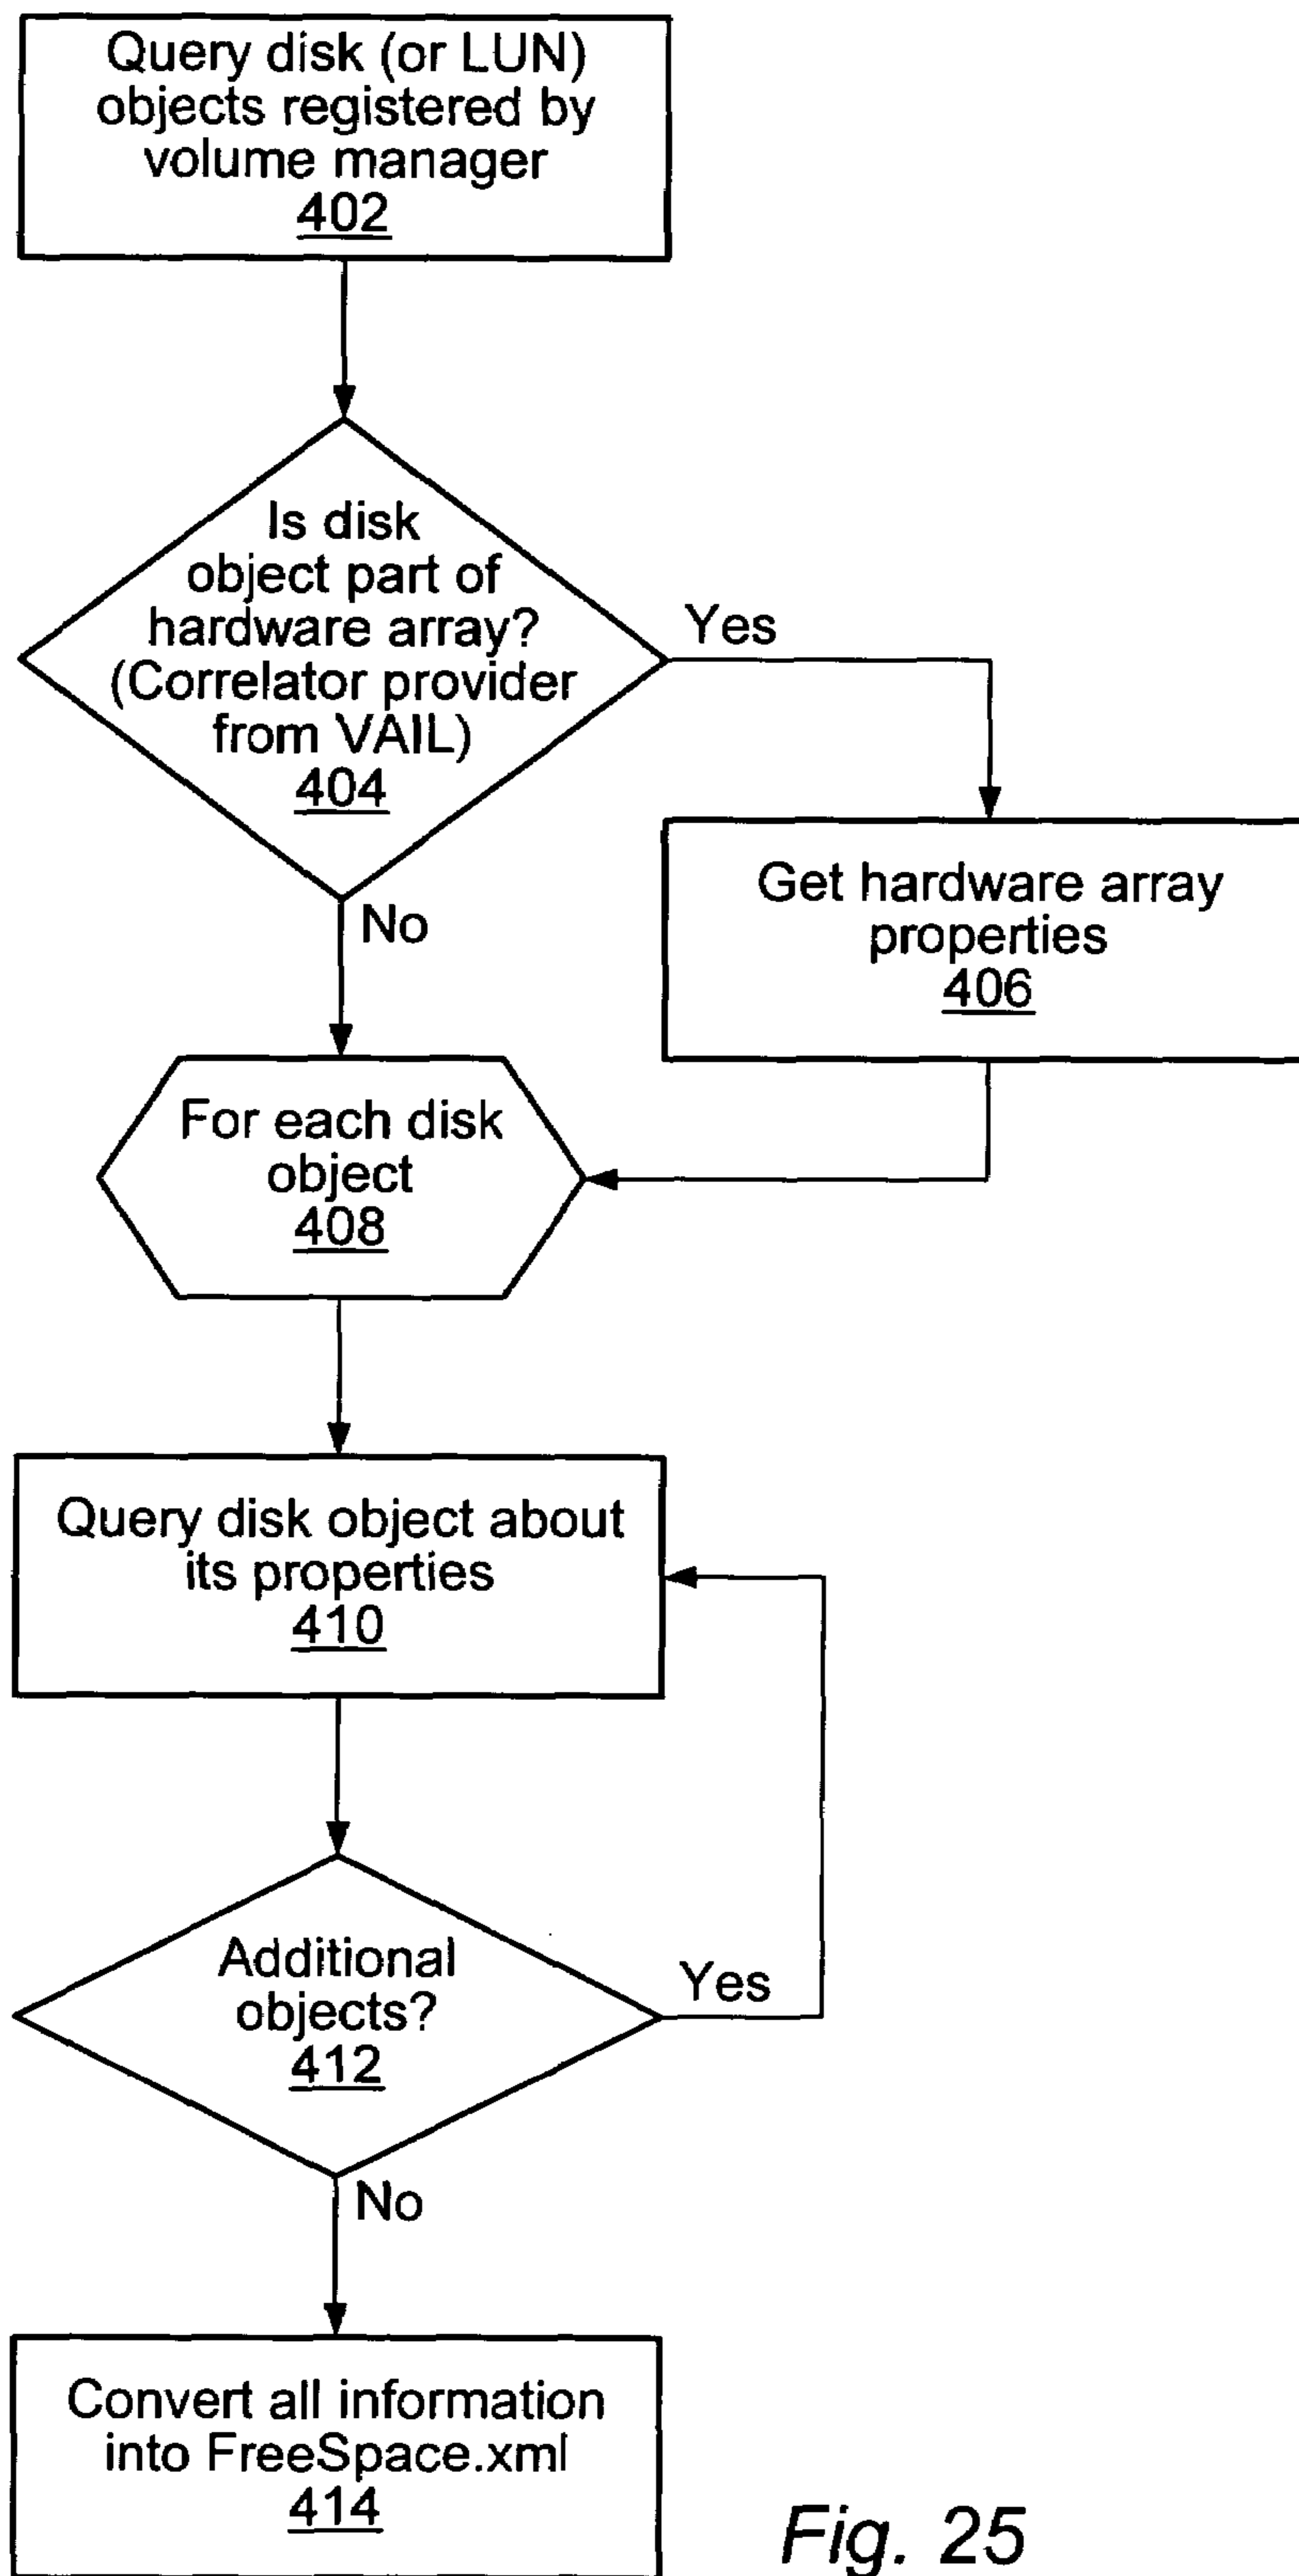 Query disk (or LUN)
objects registered by
volume manager
402
Is disk
object part of
hardware array?
(Correlator provider
from VAIL)
404
Yes
No
Get hardware array
properties
406
For each disk
object
408
Query disk object about
its properties
410
Additional
objects?
412
Yes
No
Convert all information
into FreeSpace.xml
414
Fig. 25